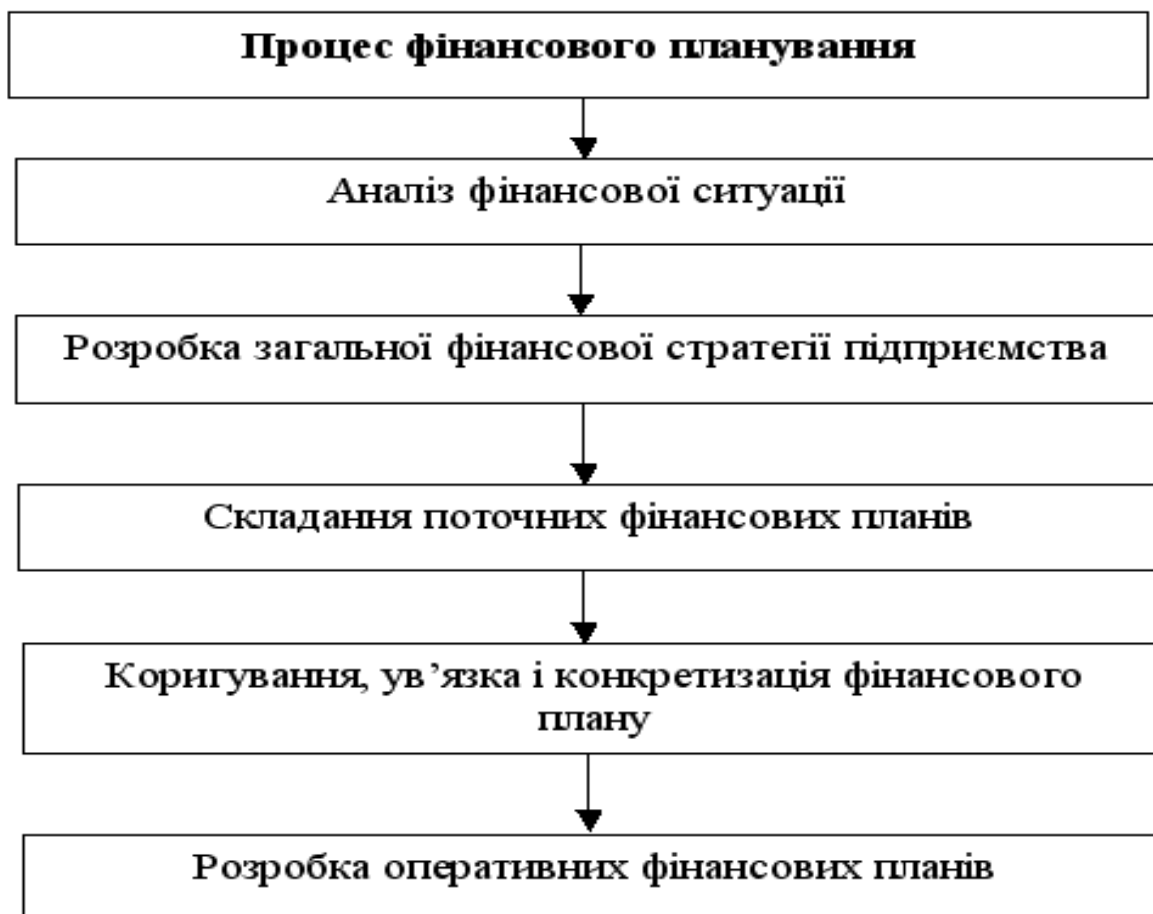 Процес фінансового планування
Аналіз фінансової ситуації
Розробка загальної фінансової стратегії підприємства
Складання поточних фінансових планів
Коригування, ув’язка і конкретизація фінансового
плану
Розробка оперативних фінансових планів